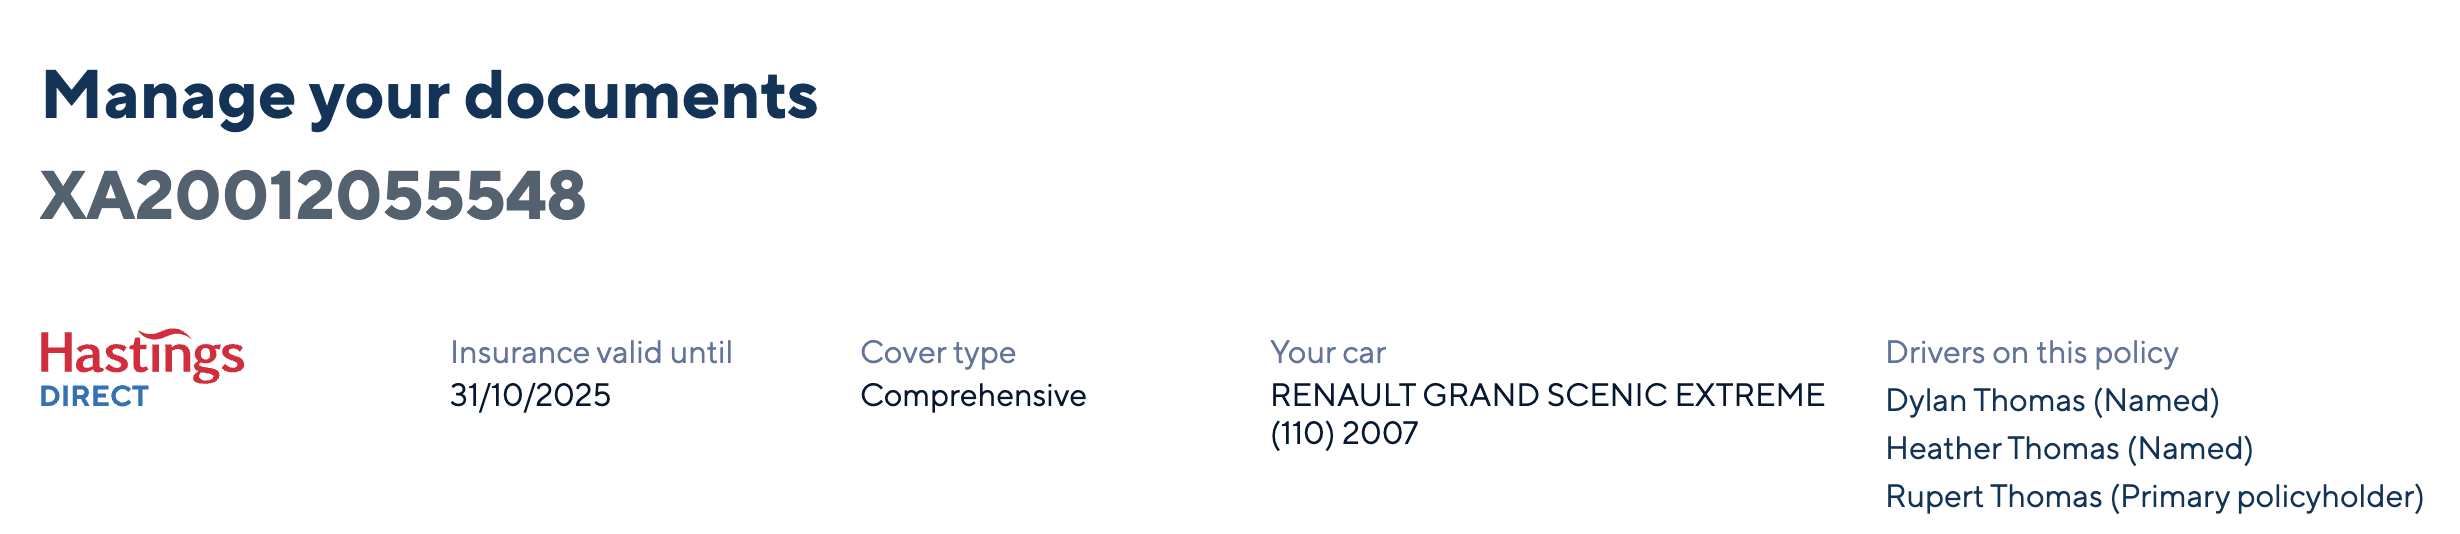 Manage your documents
XA20012055548
Hastings
DIRECT
Insurance valid until
31/10/2025
Cover type
Comprehensive
Your car
RENAULT GRAND SCENIC EXTREME
(110) 2007
Drivers on this policy
Dylan Thomas (Named)
Heather Thomas (Named)
Rupert Thomas (Primary policyholder)